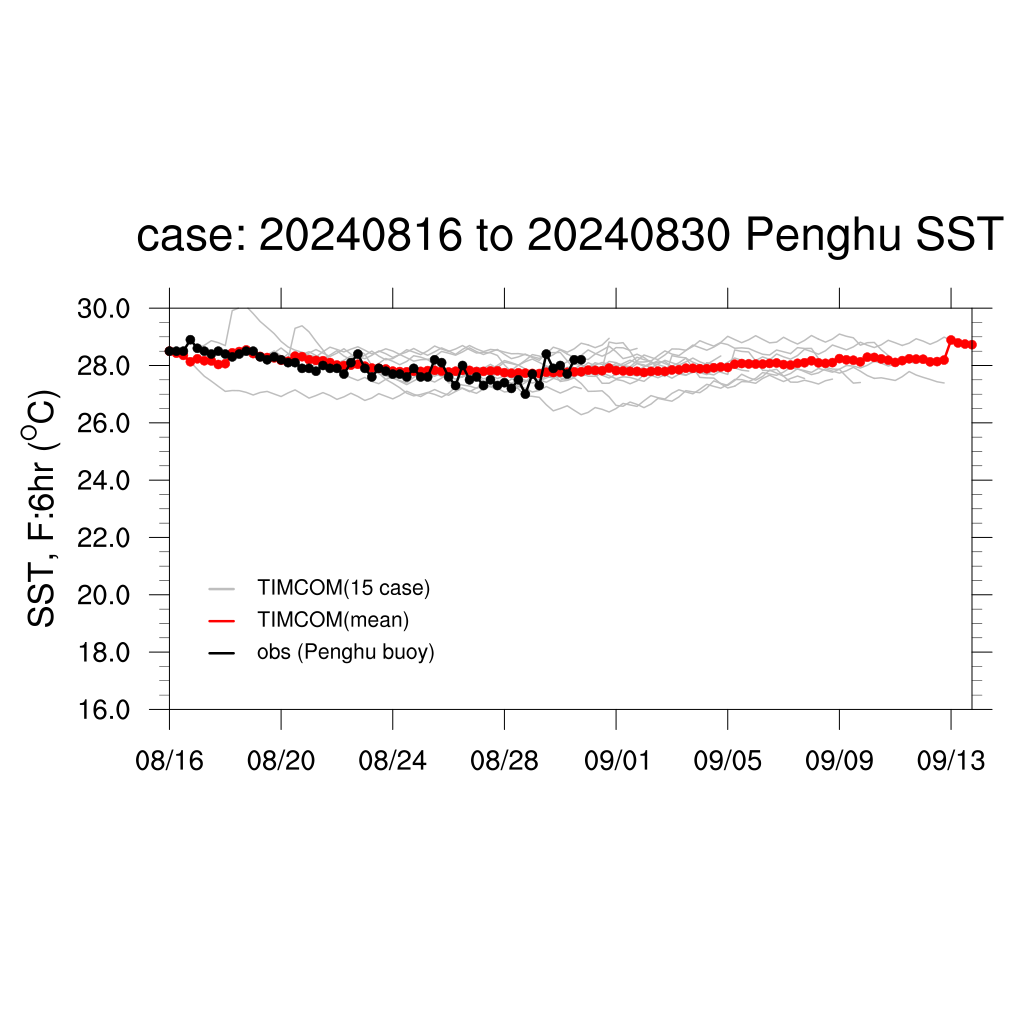 case: 20240816 to 20240830 Penghu SST
SST, F:6hr (°C)
30.0
28.0
26.0
24.0
22.0
20.0
18.0
16.0
TIMCOM(15 case)
TIMCOM(mean)
obs (Penghu buoy)
08/16 08/20 08/24 08/28 09/01 09/05 09/09 09/13